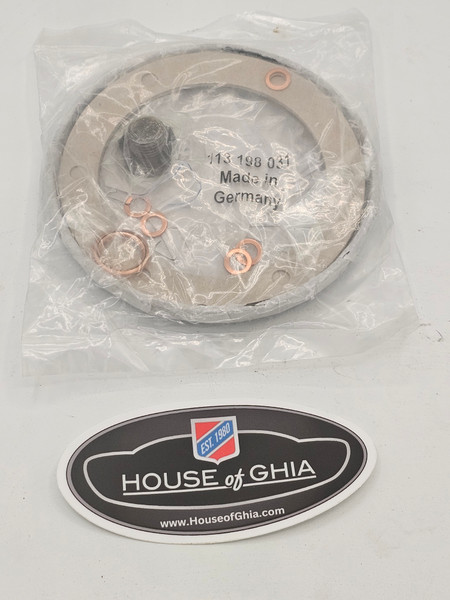 113 198 031
Made in
Germany
EST. 1980
HOUSE of GHIA
www.HouseofGhia.com